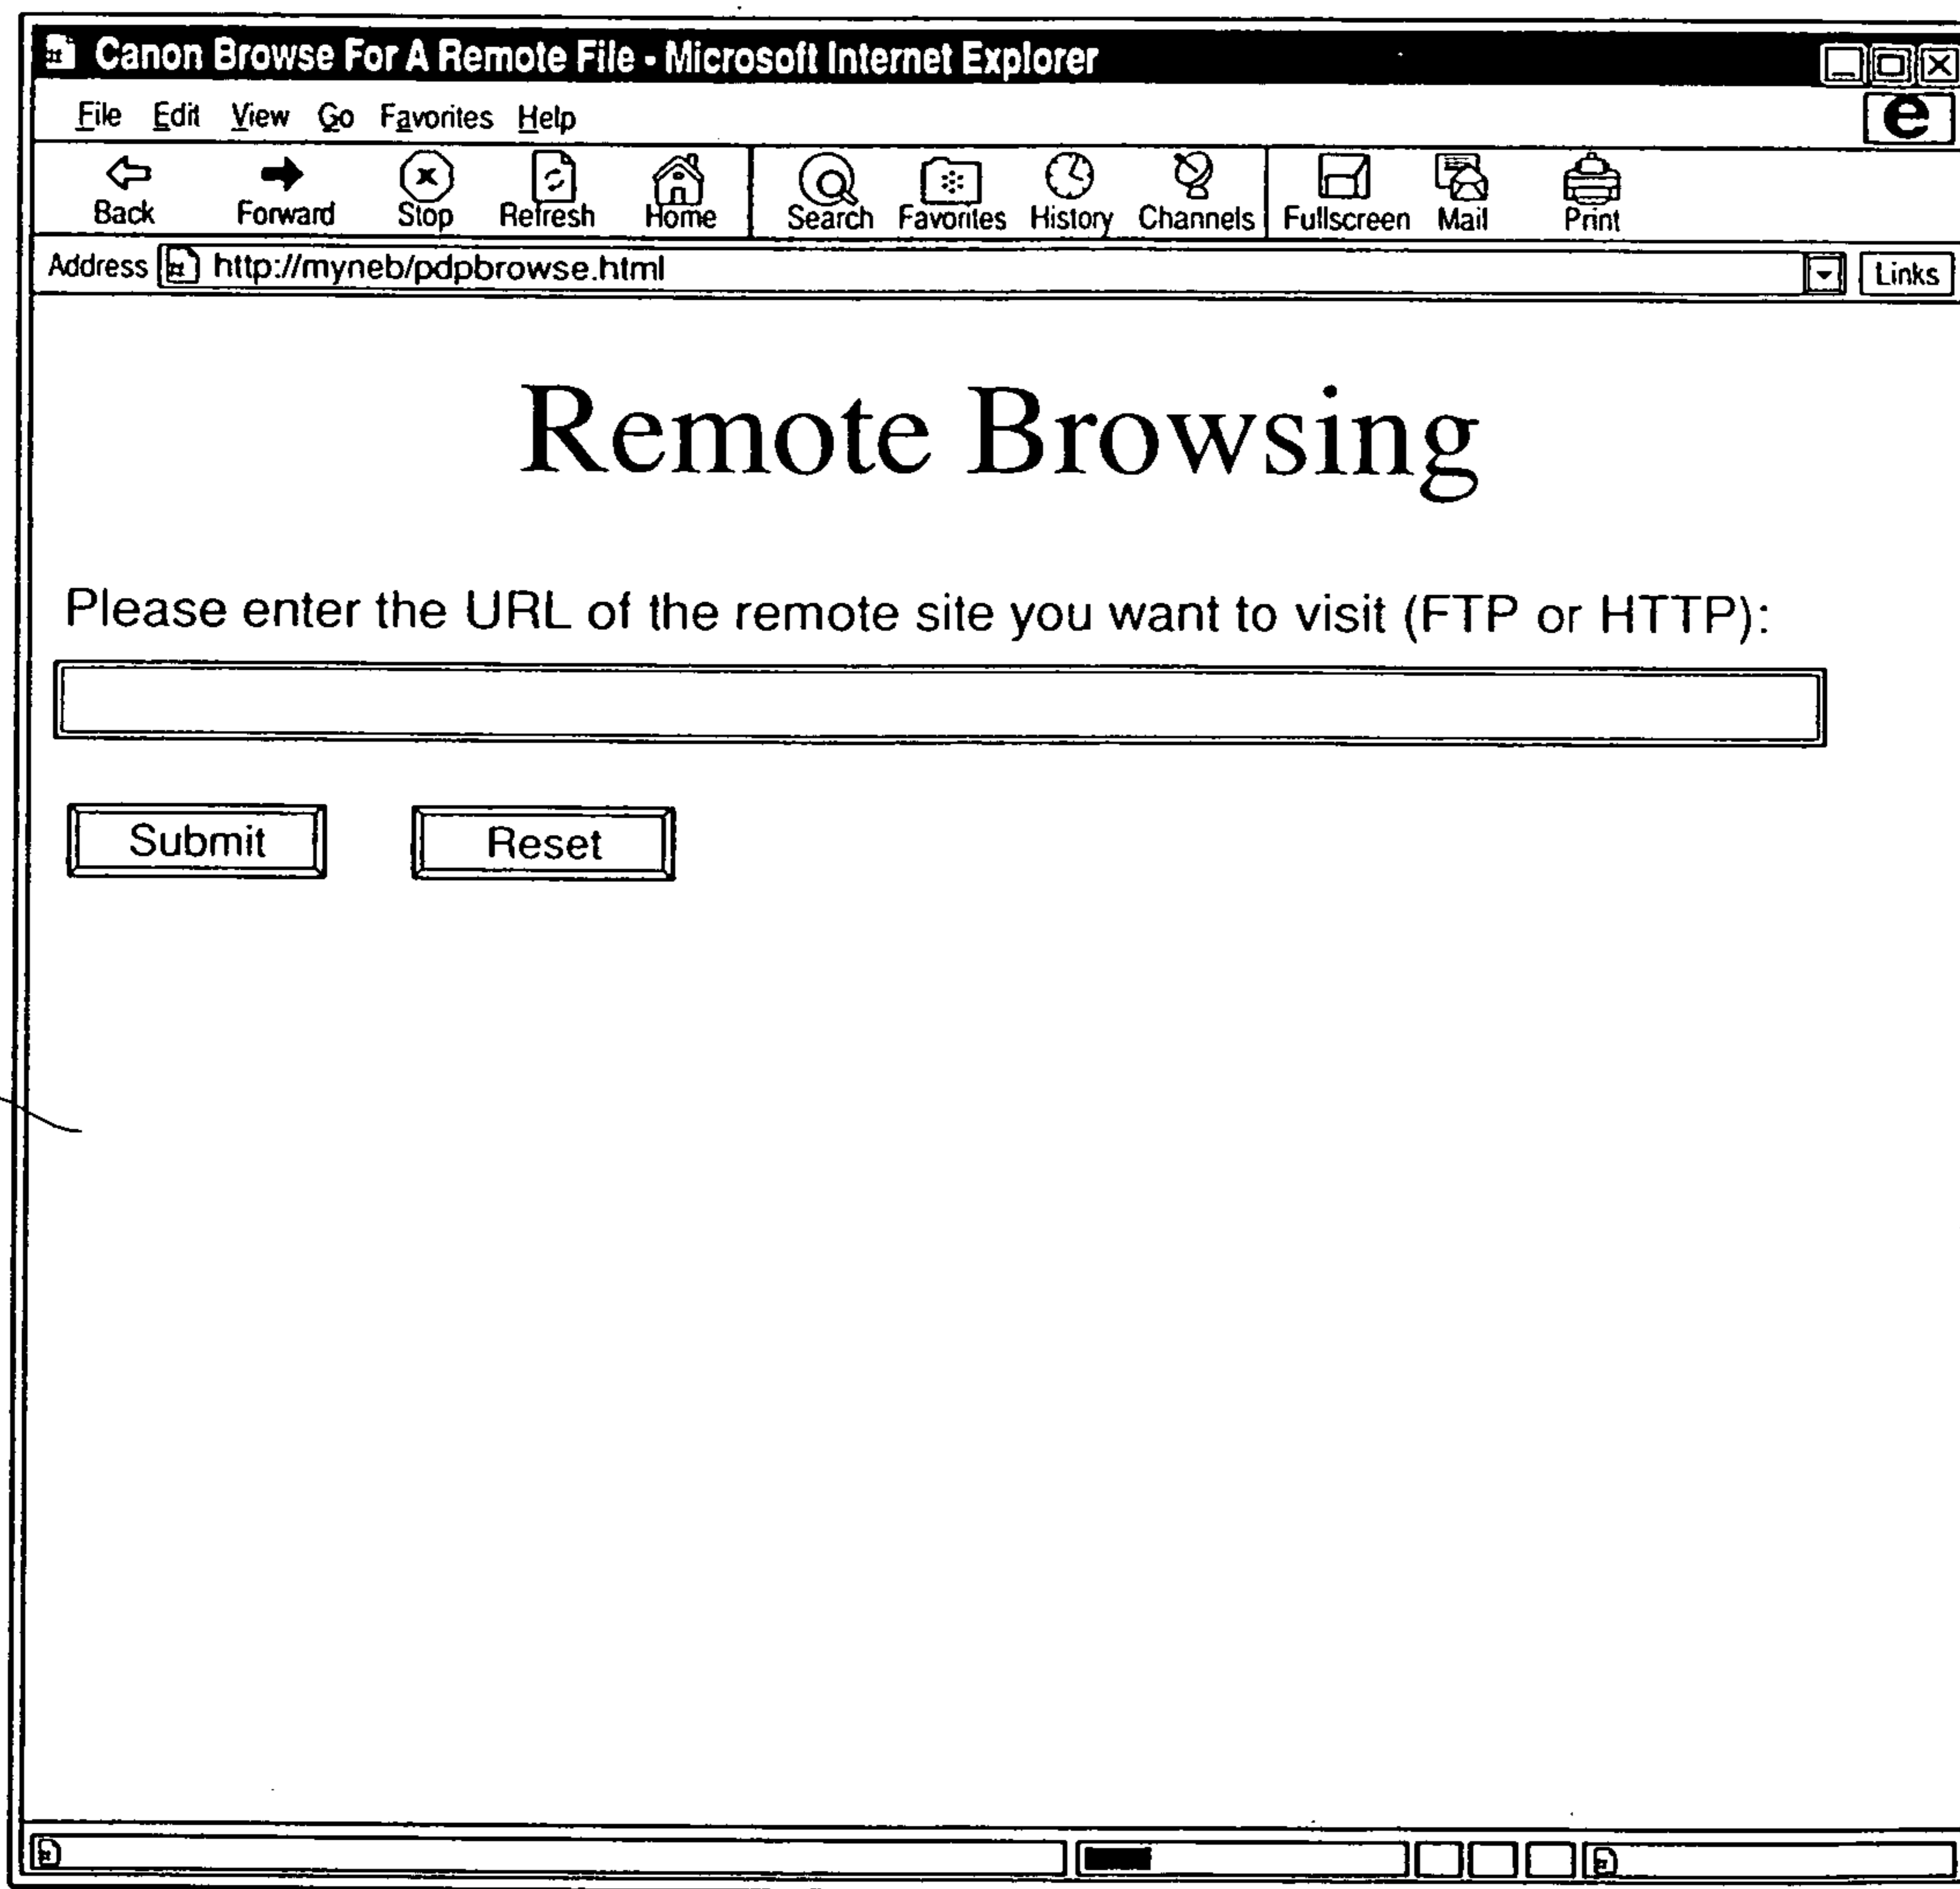 Canon Browse For A Remote File - Microsoft Internet Explorer
File Edit View Go Favorites Help
e
Back Forward Stop Refresh Home Search Favorites History Channels Fullscreen Mail Print
Address http://myneb/pdpbrowse.html Links
Remote Browsing
Please enter the URL of the remote site you want to visit (FTP or HTTP):
Submit Reset